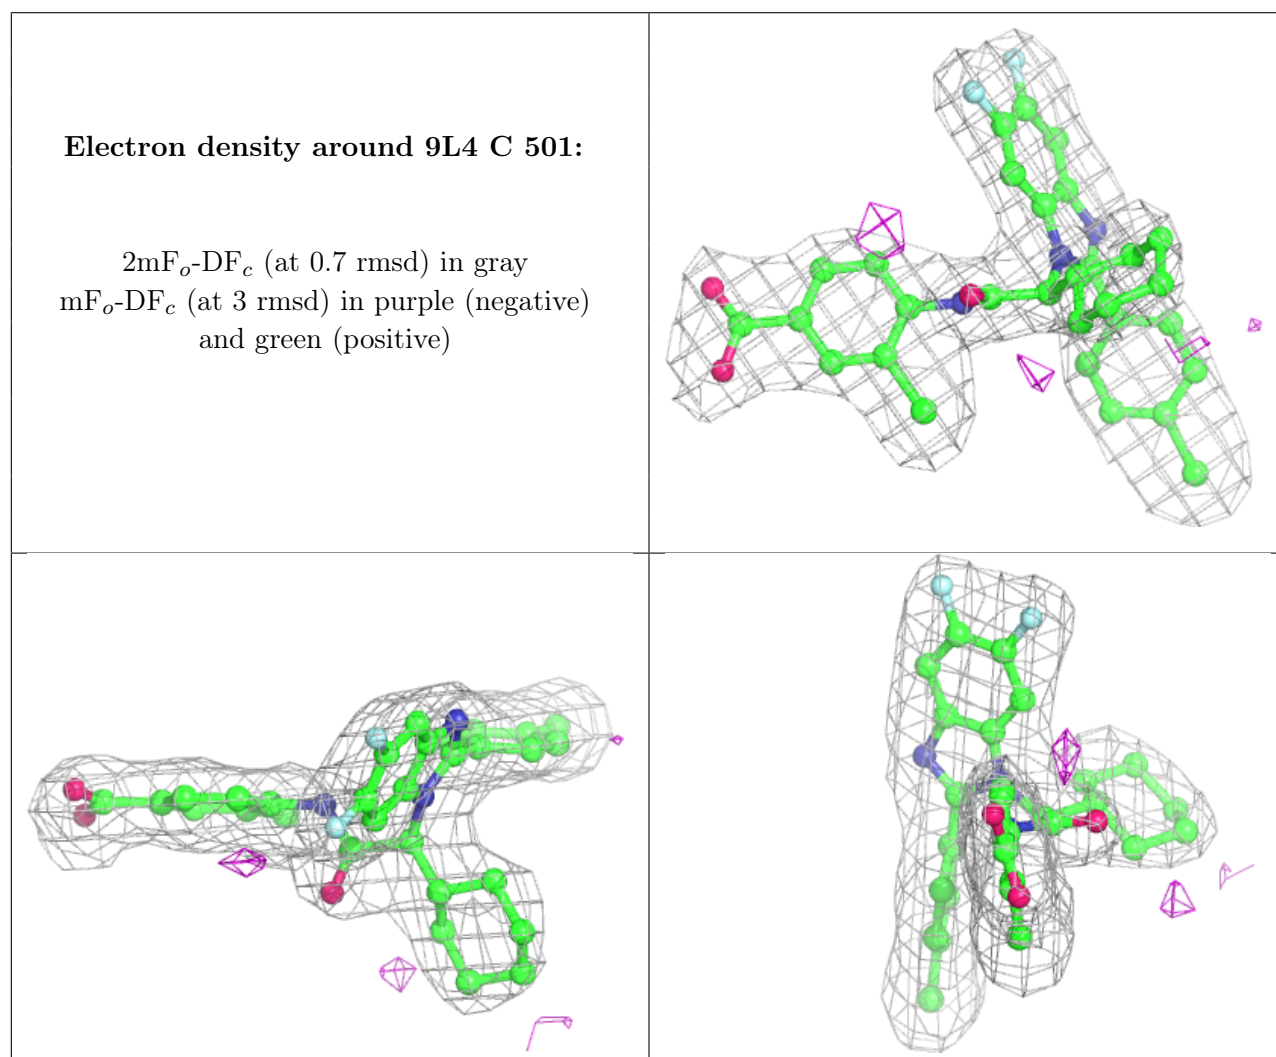 Electron density around 9L4 C 501:
2mFo-DFc (at 0.7 rmsd) in gray
mFo-DFc (at 3 rmsd) in purple (negative)
and green (positive)